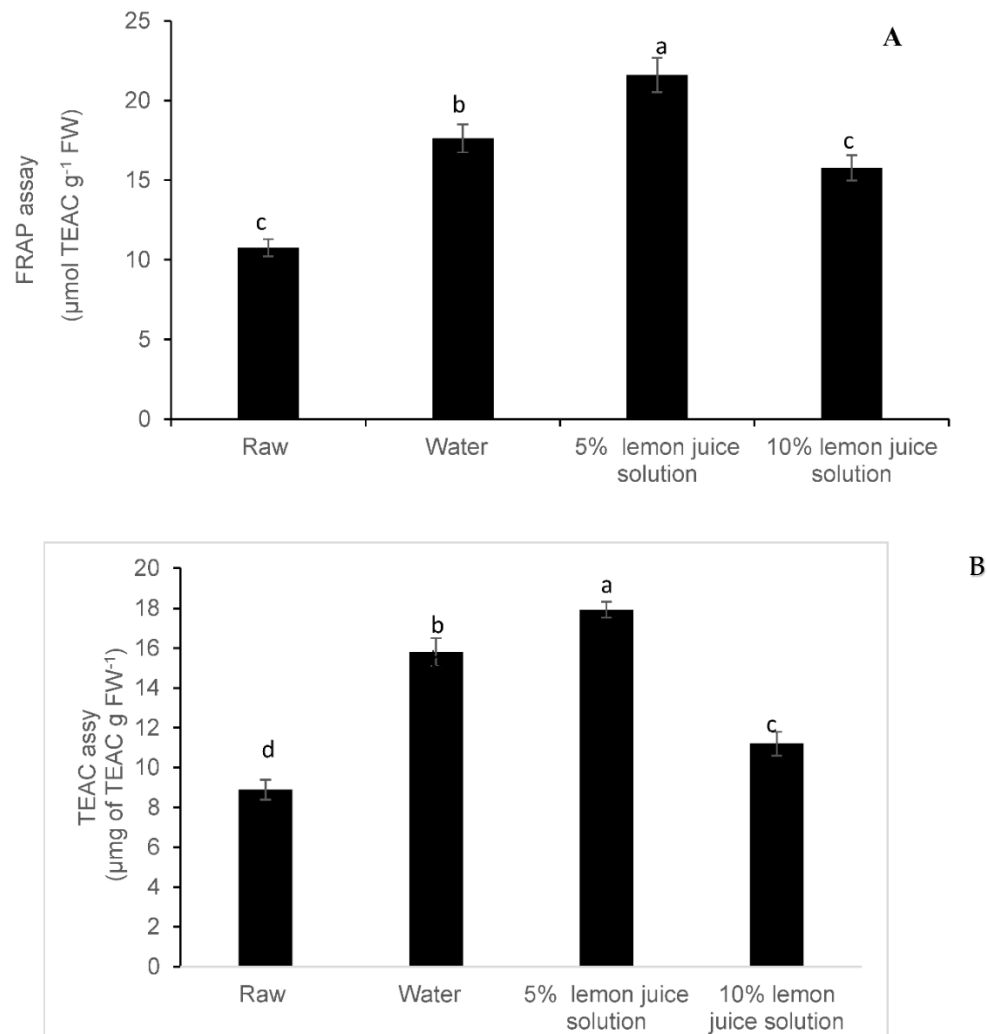 A
FRAP assay
(µmol TEAC g⁻¹ FW)
25
20
15
10
5
0
c
b
a
c
Raw
Water
5% lemon juice
solution
10% lemon juice
solution
B
TEAC assy
(µmg of TEAC g FW⁻¹)
20
18
16
14
12
10
8
6
4
2
0
d
b
a
c
Raw
Water
5% lemon juice
solution
10% lemon
juice solution